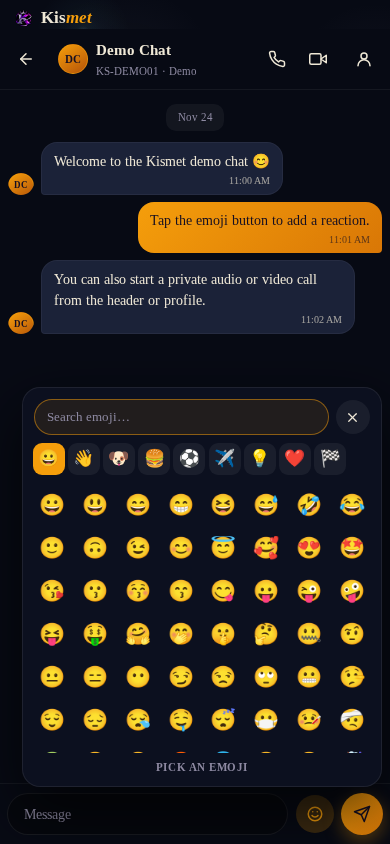 Kismet
DC
Demo Chat
KS-DEMO01 · Demo
Nov 24
Welcome to the Kismet demo chat 😊
11:00 AM
DC
Tap the emoji button to add a reaction.
11:01 AM
You can also start a private audio or video call
from the header or profile.
11:02 AM
DC
Search emoji…
PICK AN EMOJI
Message